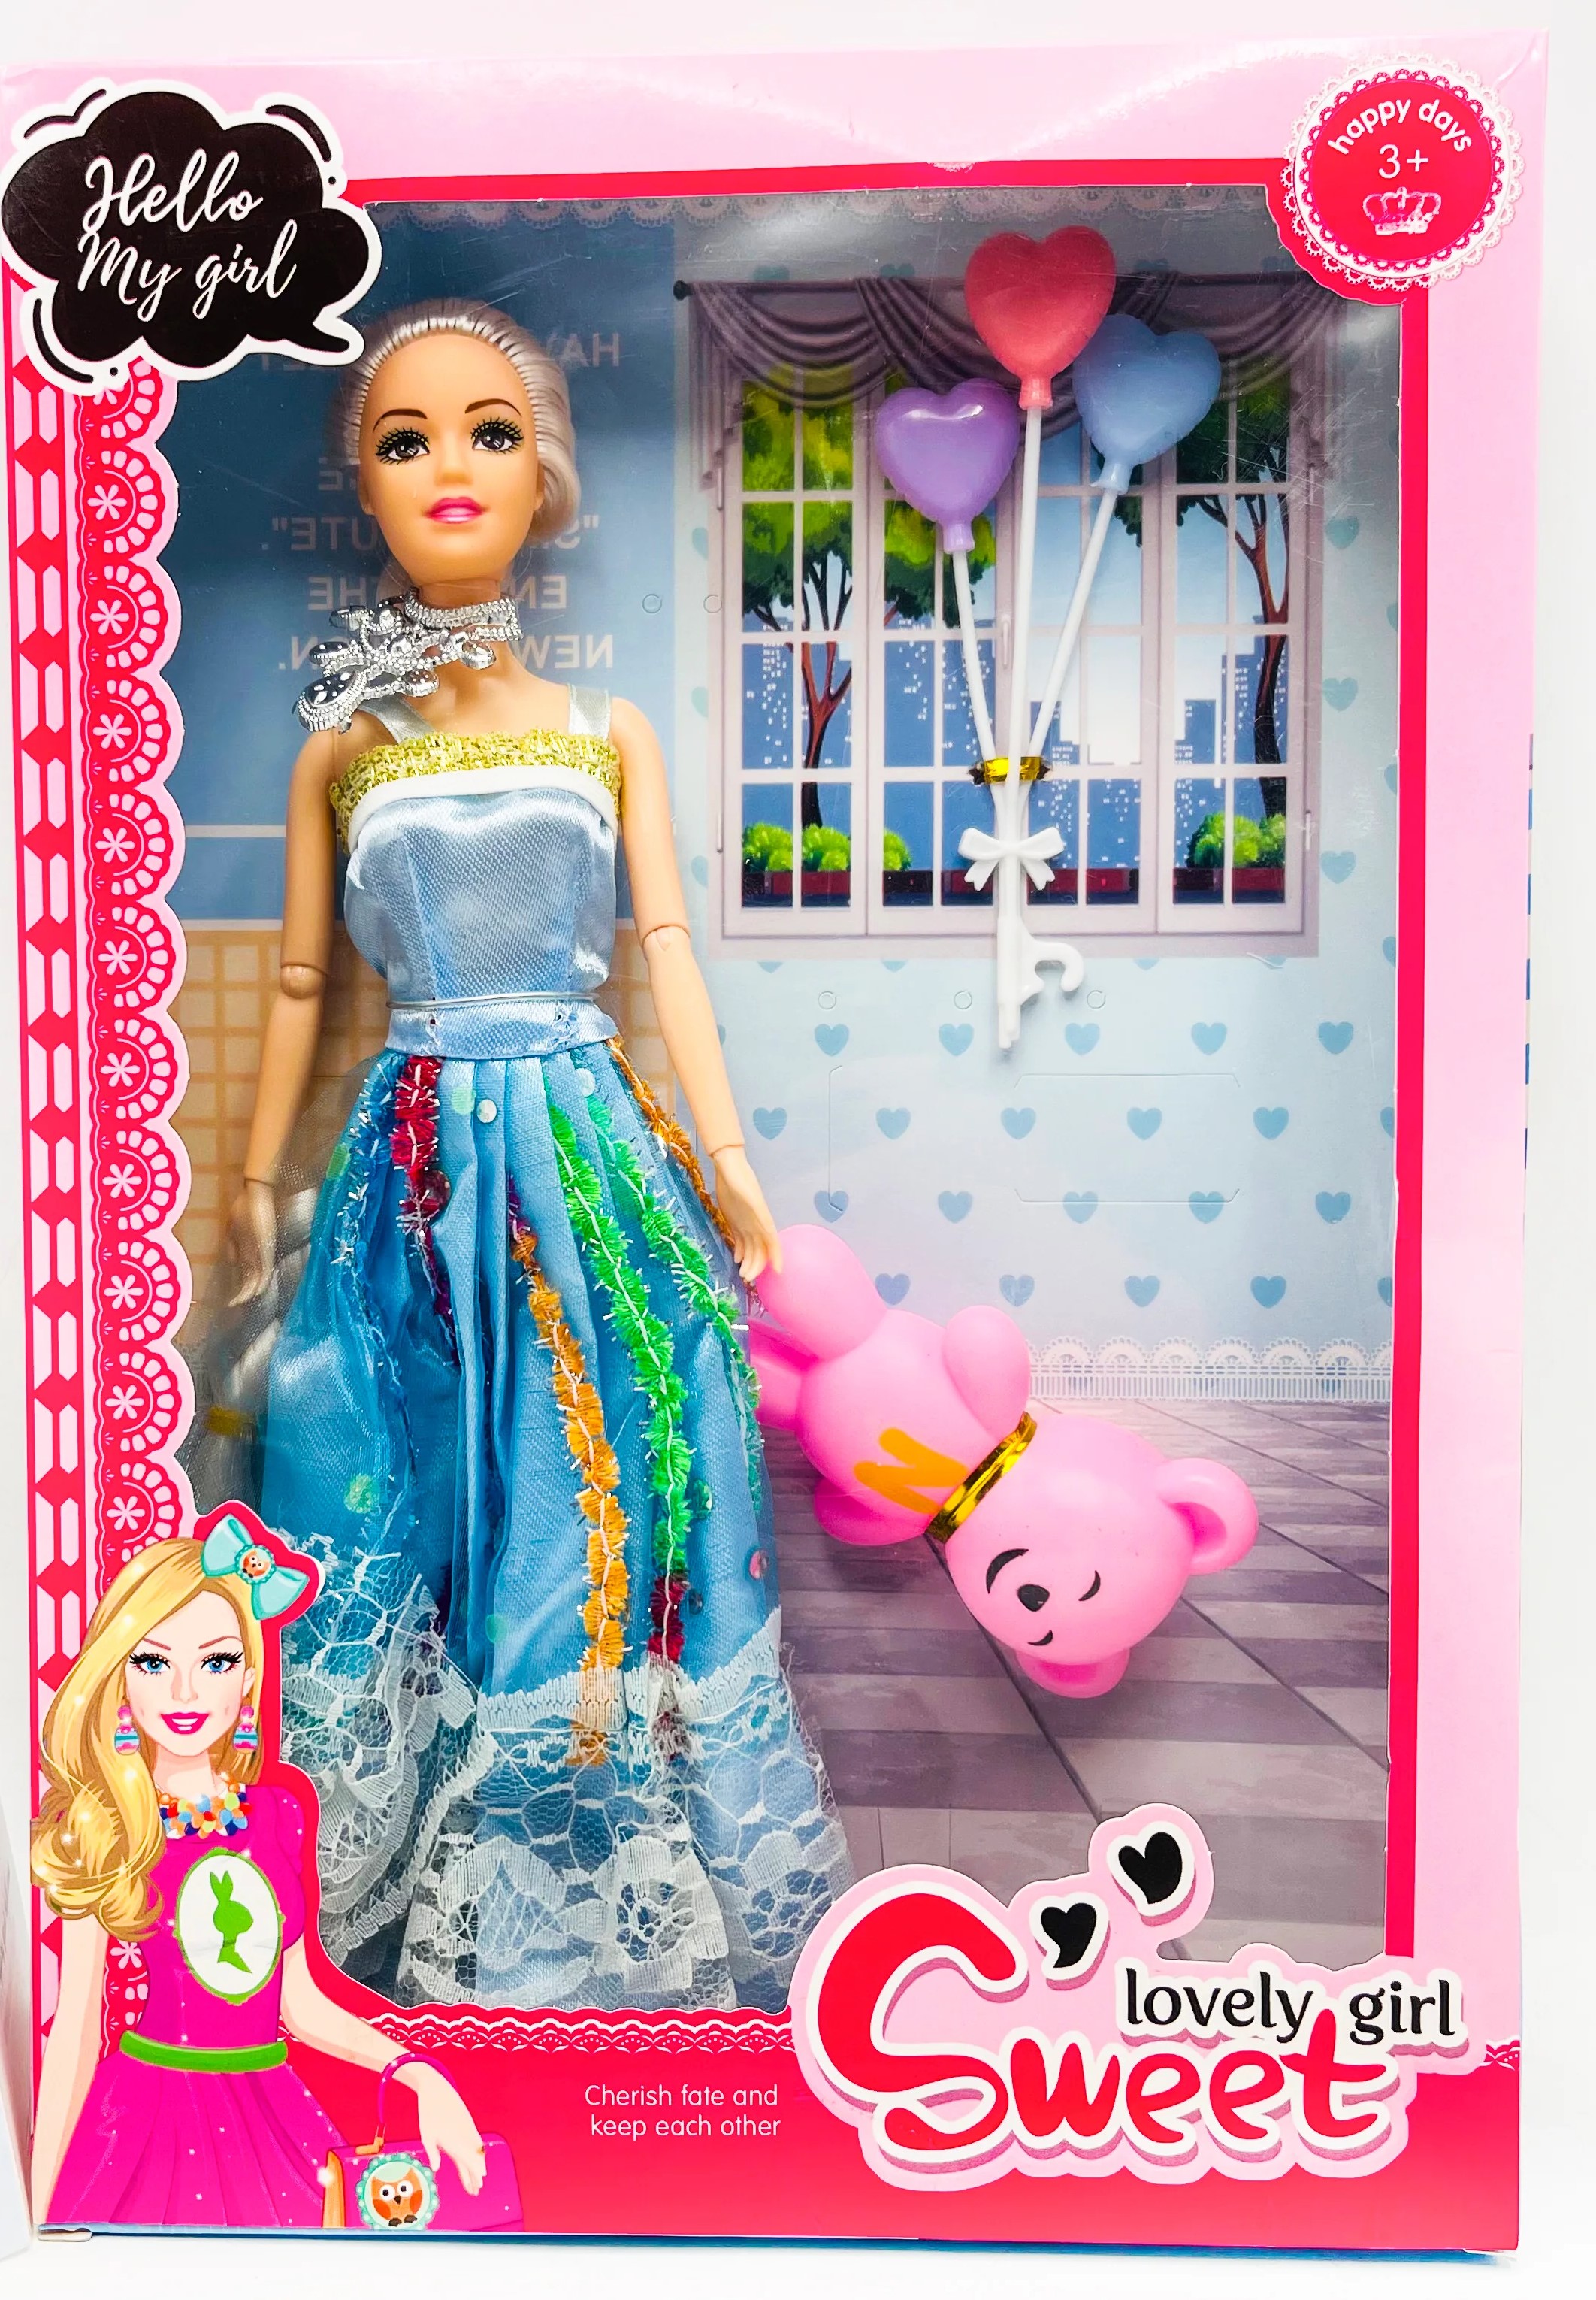 Hello
My girl
happy days
3+
lovely girl
Sweet
Cherish fate and
keep each other